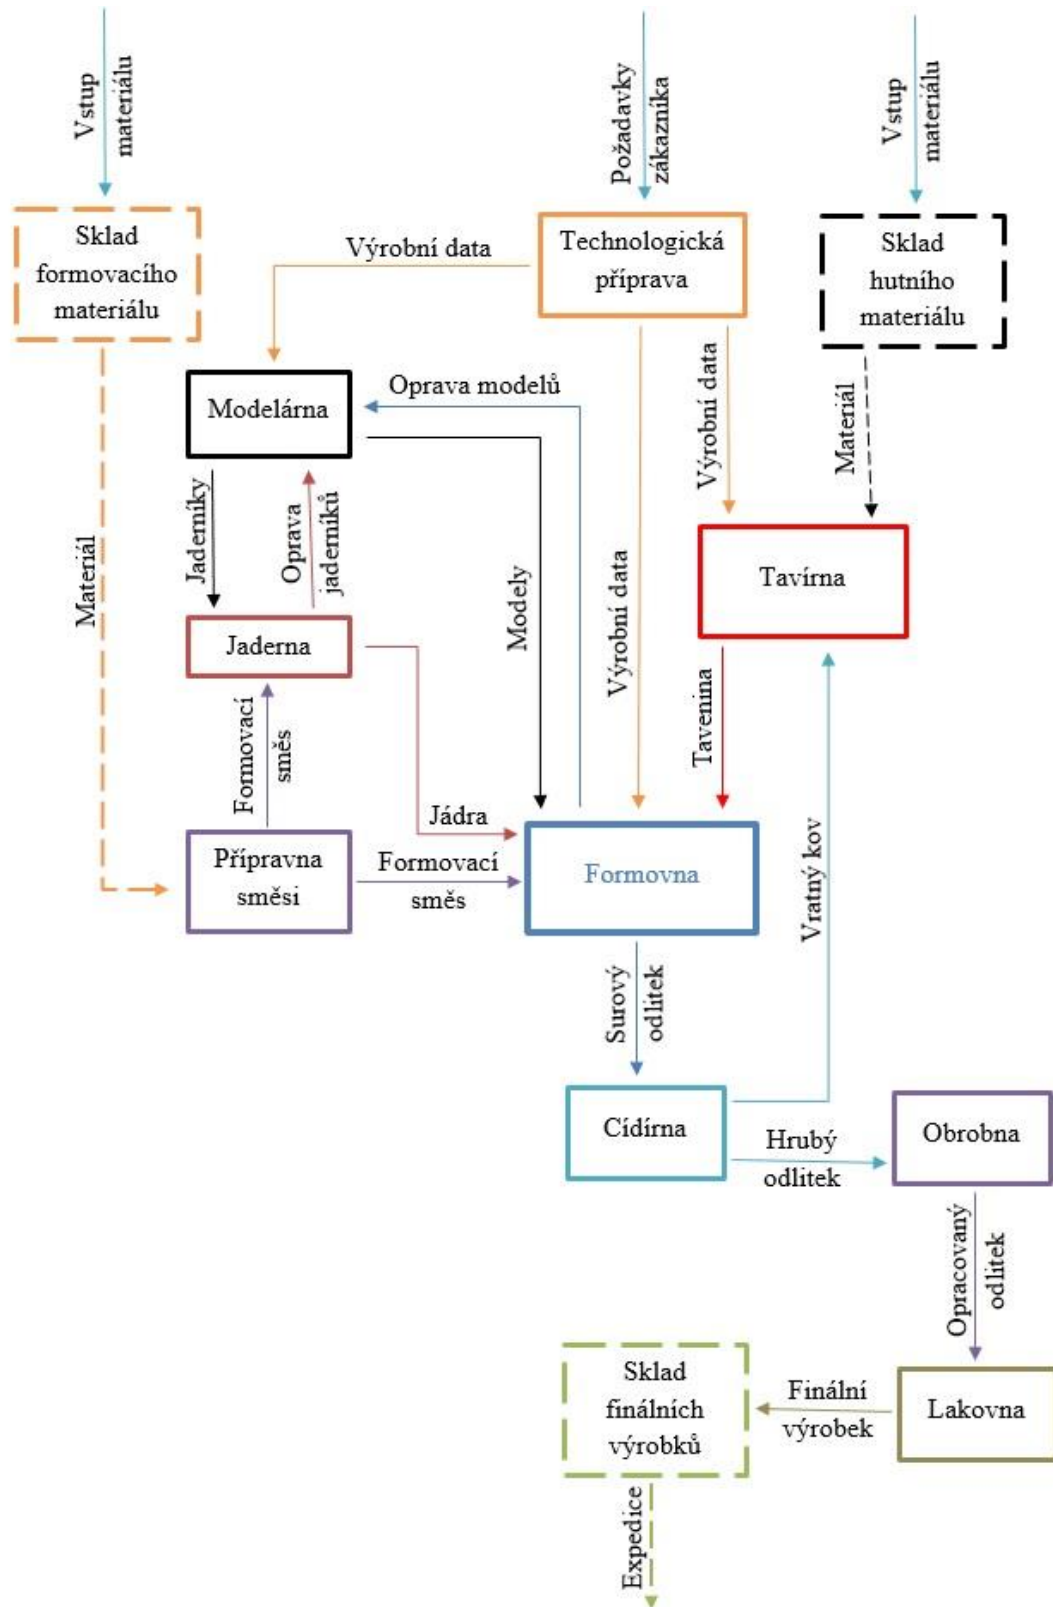 Vstup
materiálu
Požadavky
zákazníka
Vstup
materiálu
Sklad
formovacího
materiálu
Výrobní data
Technologická
příprava
Sklad
hutního
materiálu
Modelárna
Oprava modelů
Výrobní data
Materiál
Jaderníky
Oprava
jaderníků
Materiál
Modely
Výrobní data
Tavírna
Jaderna
Tavenina
Formovací
směs
Jádra
Vratný kov
Přípravna
směsi
Formovací
směs
Formovna
Surový
odlitek
Cídírna
Hrubý
odlitek
Obrobna
Opracovaný
odlitek
Sklad
finálních
výrobků
Finální
výrobek
Lakovna
Expedice